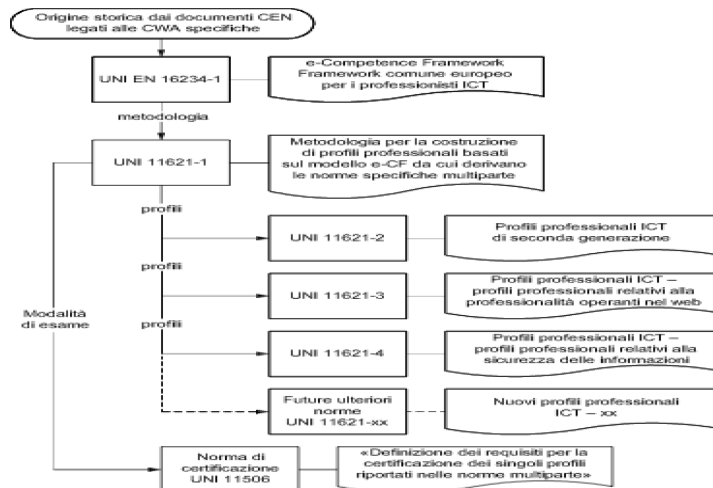 Origine storica dai documenti CEN
legati alle CWA specifiche
UNI EN 16234-1
e-Competence Framework
Framework comune europeo
per i professionisti ICT
metodologia
UNI 11621-1
Metodologia per la costruzione
di profili professionali basati
sul modello e-CF da cui derivano
le norme specifiche multiparte
profili
UNI 11621-2
Profili professionali ICT
di seconda generazione
profili
UNI 11621-3
Profili professionali ICT –
profili professionali relativi alla
professionalità operanti nel web
Modalità
di esame
profili
UNI 11621-4
Profili professionali ICT –
profili professionali relativi alla
sicurezza delle informazioni
Future ulteriori
norme
UNI 11621-xx
Nuovi profili professionali
ICT – xx
Norma di
certificazione
UNI 11506
«Definizione dei requisiti per la
certificazione dei singoli profili
riportati nelle norme multiparte»